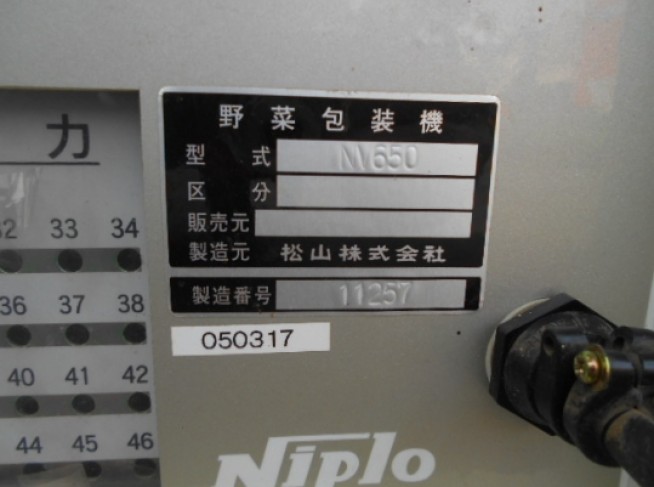 野菜包装機
型式 NV650
区分
販売元
製造元 松山株式会社
製造番号 11257
050317
力
32 33 34
36 37 38
40 41 42
44 45 46
Niplo